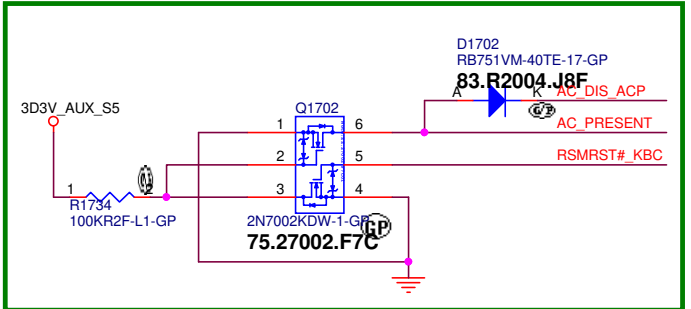 D1702
RB751VM-40TE-17-GP
83.R2004.J8F
A
K
AC_DIS_ACP
3D3V_AUX_S5
Q1702
1
6
AC_PRESENT
2
5
RSMRST#_KBC
1
3
4
R1734
100KR2F-L1-GP
2N7002KDW-1-GP
GP
75.27002.F7C